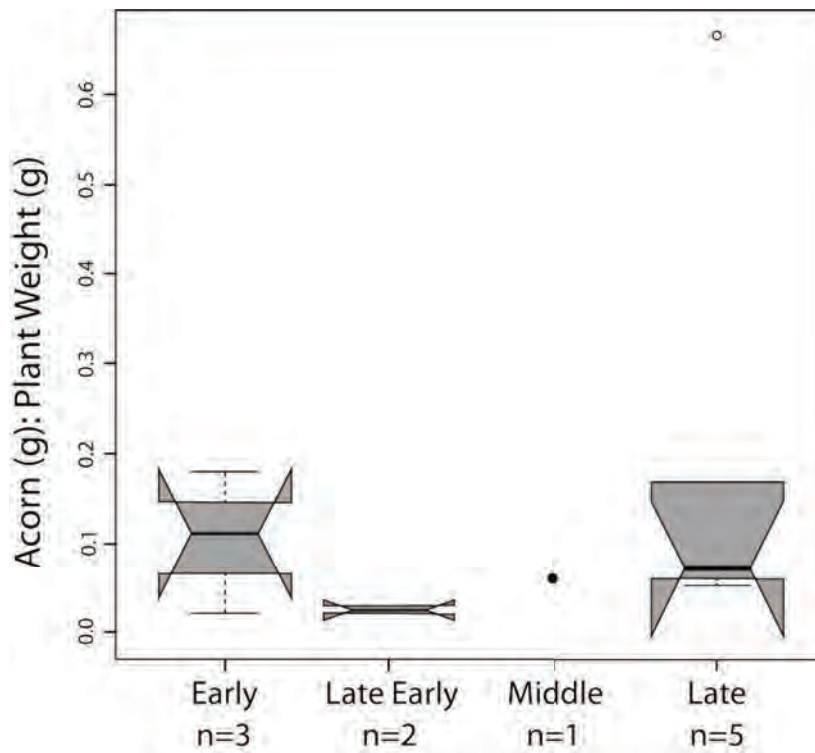 Acorn (g): Plant Weight (g)
0.6
0.5
0.4
0.3
0.2
0.1
0.0
Early
n=3
Late Early
n=2
Middle
n=1
Late
n=5